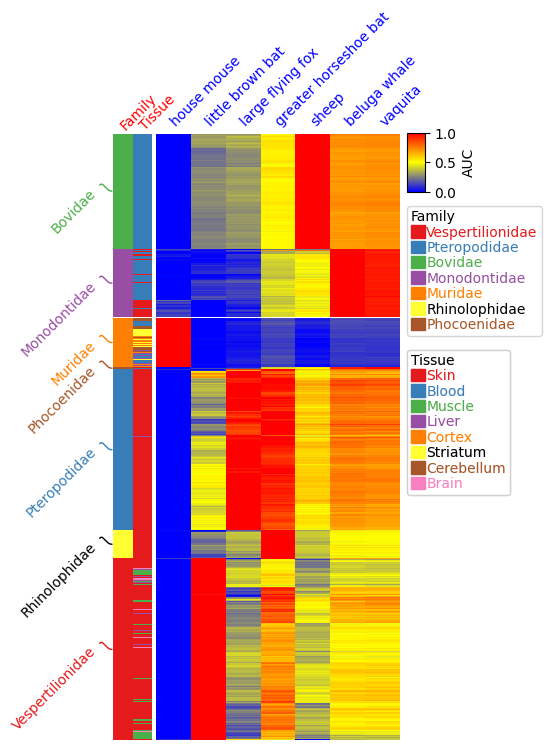 Family
Tissue
house mouse
little brown bat
large flying fox
greater horseshoe bat
sheep
beluga whale
vaquita
1.0
0.5
0.0
AUC
Bovidae
Monodontidae
Muridae
Phocoenidae
Pteropodidae
Rhinolophidae
Vespertilionidae
Family
Vespertilionidae
Pteropodidae
Bovidae
Monodontidae
Muridae
Rhinolophidae
Phocoenidae
Tissue
Skin
Blood
Muscle
Liver
Cortex
Striatum
Cerebellum
Brain